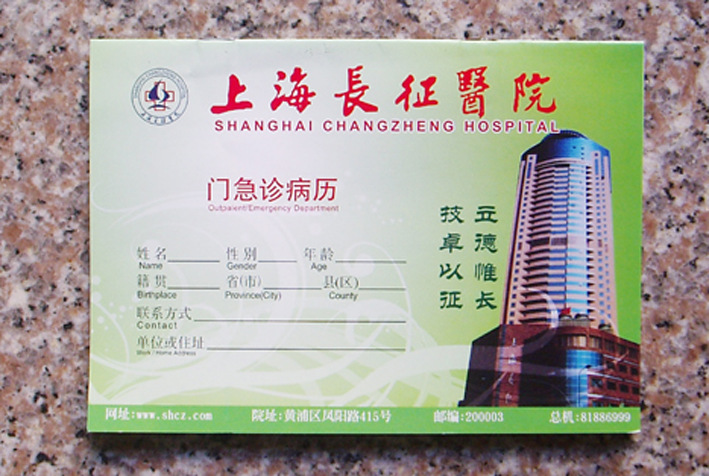 上海長征醫院
SHANGHAI CHANGZHENG HOSPITAL
门急诊病历
Outpatient/Emergency Department
立德惟长
技卓以征
姓名 性别 年龄
Name Gender Age
籍贯 省(市) 县(区)
Birthplace Province(City) County
联系方式
Contact
单位或住址
Work / Home Address
网址:www.shcz.com 院址:黄浦区凤阳路415号 邮编:200003 总机:81886999